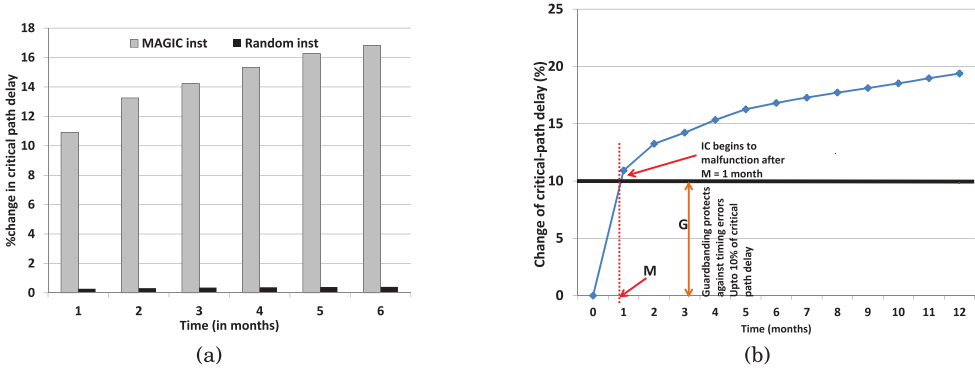 18
16
14
12
10
8
6
4
2
0
%change in critical path delay
MAGIC inst
Random inst
1 2 3 4 5 6
Time (in months)
(a)
25
20
15
10
5
0
Change of critical-path delay (%)
IC begins to
malfunction after
M = 1 month
G
M
Guardbanding protects
against timing errors
Upto 10% of critical
path delay
0 1 2 3 4 5 6 7 8 9 10 11 12
Time (months)
(b)